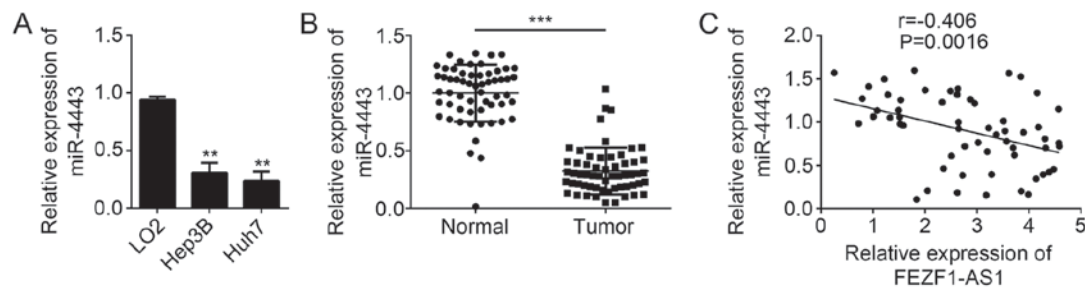 A
Relative expression of
miR-4443
1.5
1.0
0.5
0.0
**
**
LO2
Hep3B
Huh7
B
Relative expression of
miR-4443
1.5
1.0
0.5
0.0
***
Normal
Tumor
C
r=-0.406
P=0.0016
Relative expression of
miR-4443
2.0
1.5
1.0
0.5
0.0
0 1 2 3 4 5
Relative expression of
FEZF1-AS1